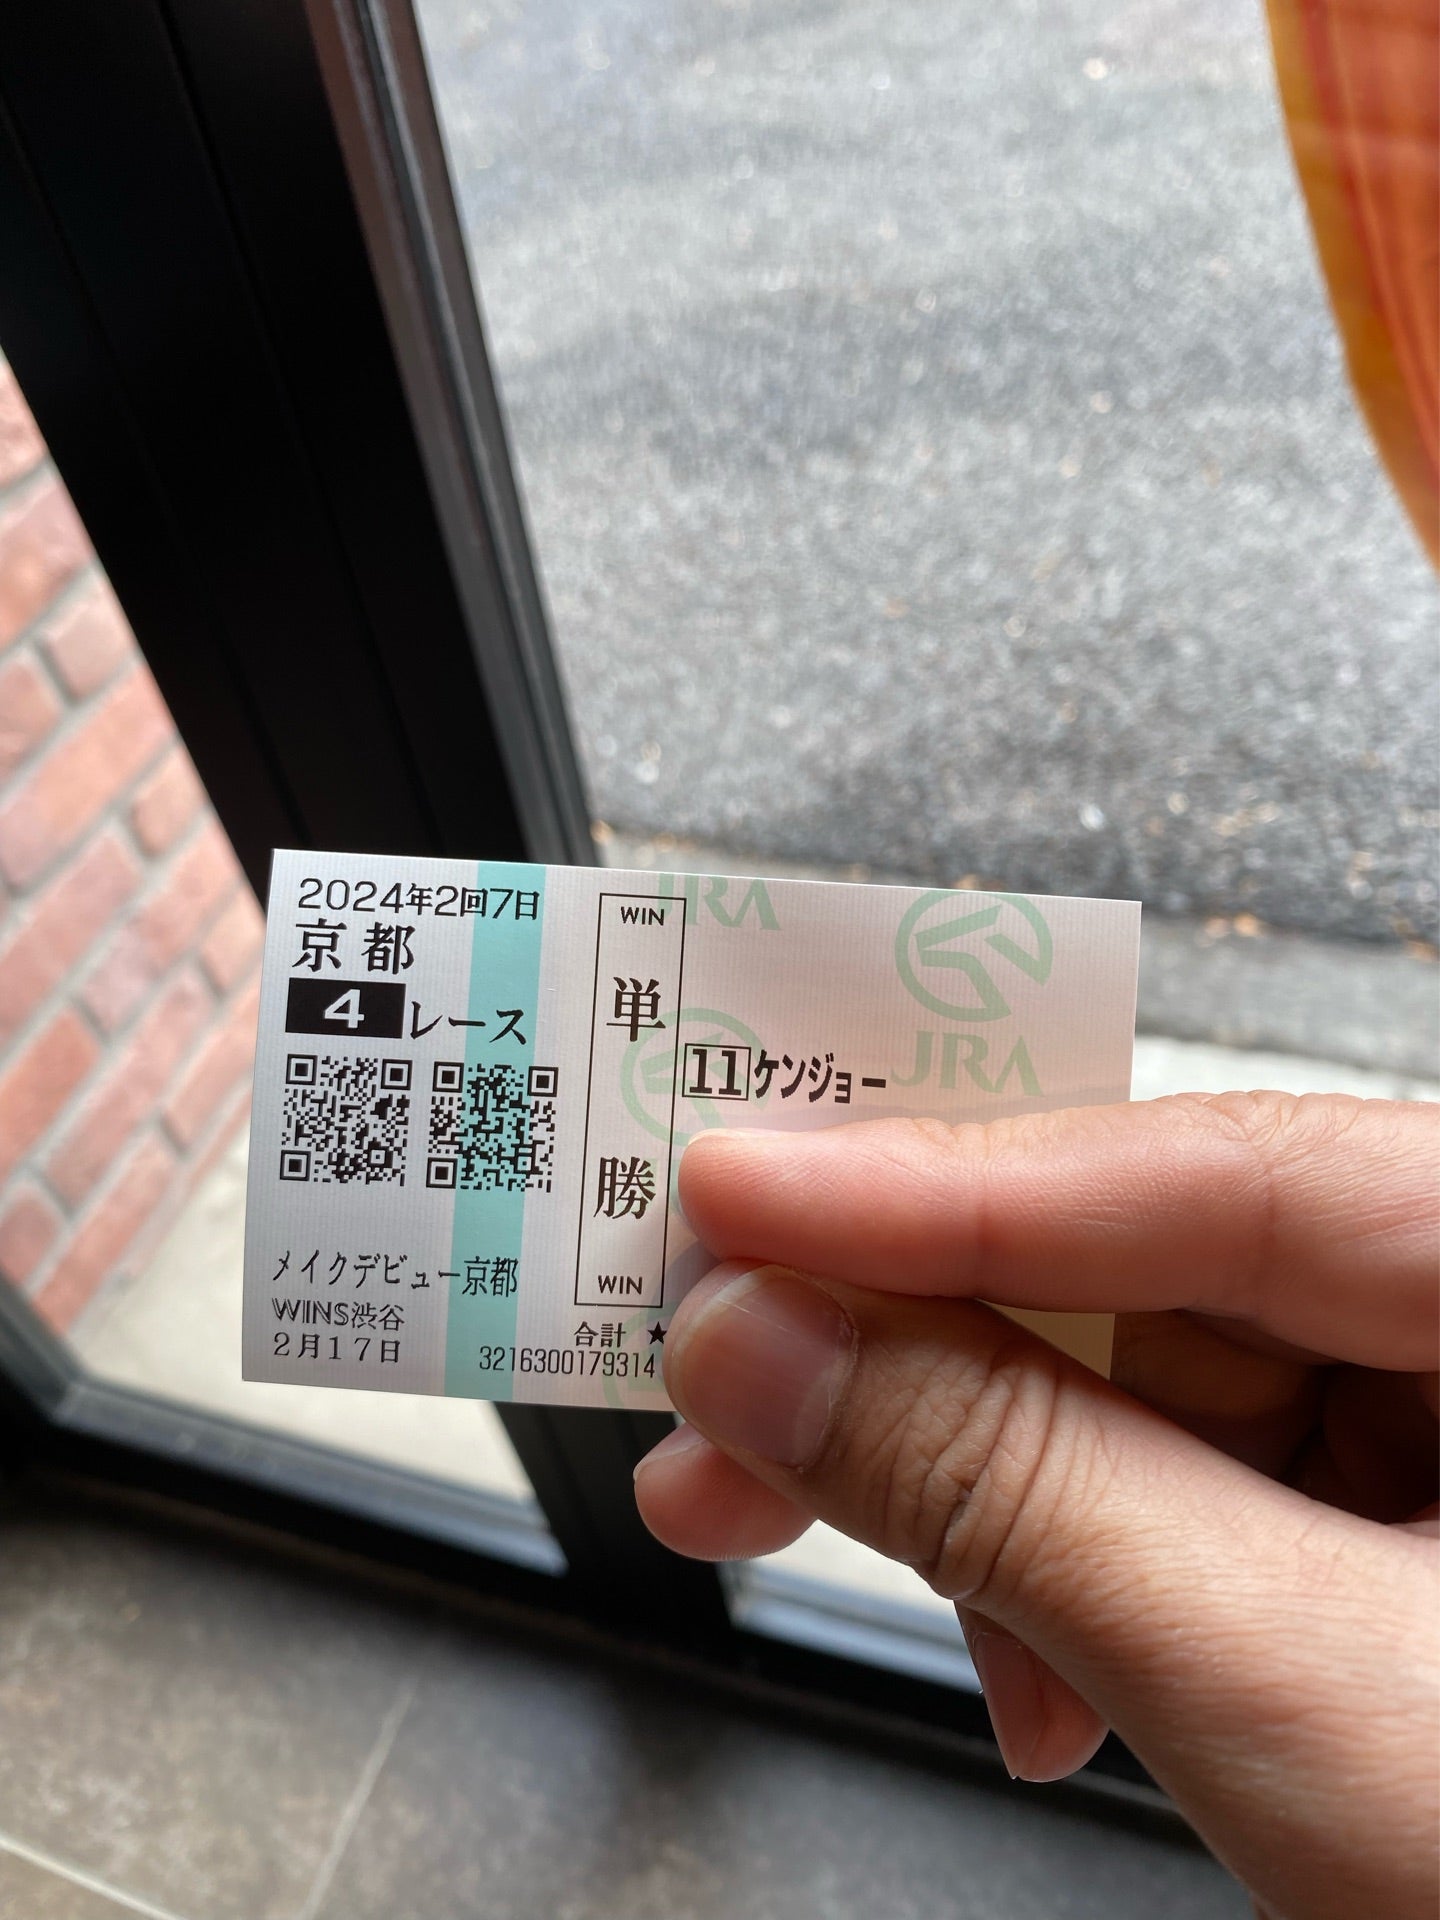 2024年2回7日
京都
4レース
メイクデビュー京都
WINS渋谷
2月17日
WIN
単勝
WIN
11ケンジョー
合計 ★
3216300179314
JRA
JRA